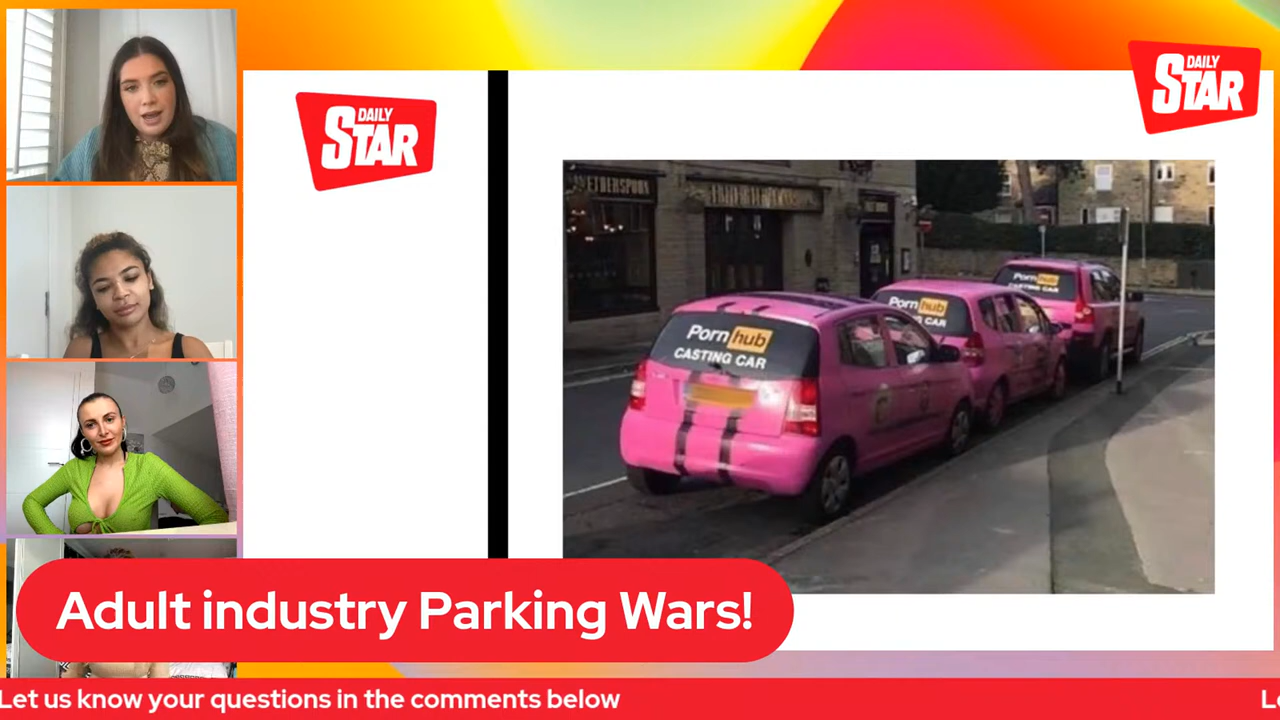 DAILY
STAR
DAILY
STAR
WETHERSPOON
Porn hub
CASTING CAR
Porn hub
CAR
Porn hub
CASTING CAR
Adult industry Parking Wars!
Let us know your questions in the comments below